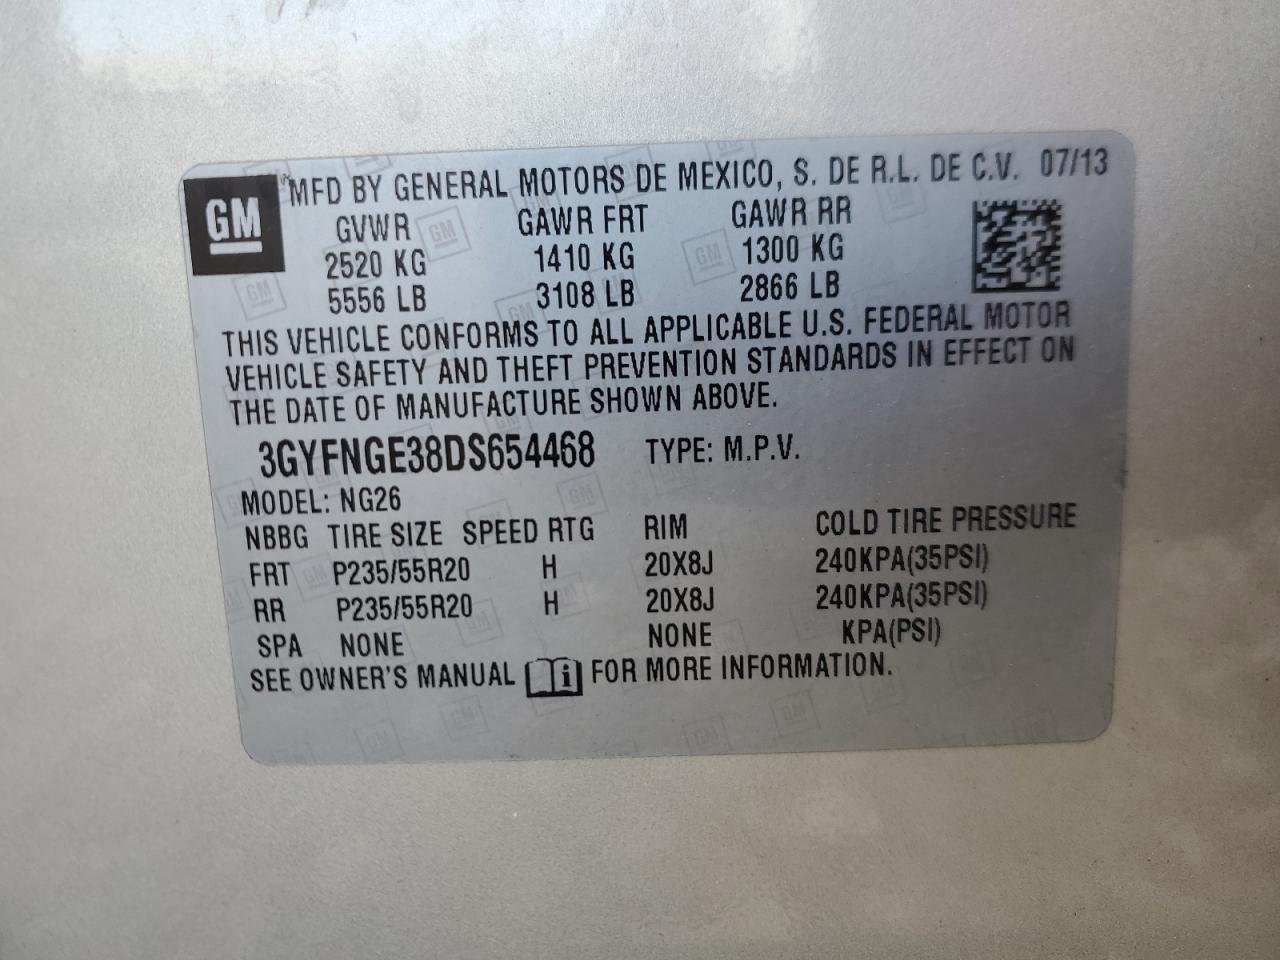 GM MFD BY GENERAL MOTORS DE MEXICO, S. DE R.L. DE C.V. 07/13
GVWR GAWR FRT GAWR RR
2520 KG 1410 KG 1300 KG
5556 LB 3108 LB 2866 LB
THIS VEHICLE CONFORMS TO ALL APPLICABLE U.S. FEDERAL MOTOR
VEHICLE SAFETY AND THEFT PREVENTION STANDARDS IN EFFECT ON
THE DATE OF MANUFACTURE SHOWN ABOVE.
3GYFNGE38DS654468 TYPE: M.P.V.
MODEL: NG26
NBBG TIRE SIZE SPEED RTG RIM COLD TIRE PRESSURE
FRT P235/55R20 H 20X8J 240KPA(35PSI)
RR P235/55R20 H 20X8J 240KPA(35PSI)
SPA NONE NONE KPA(PSI)
SEE OWNER'S MANUAL i FOR MORE INFORMATION.